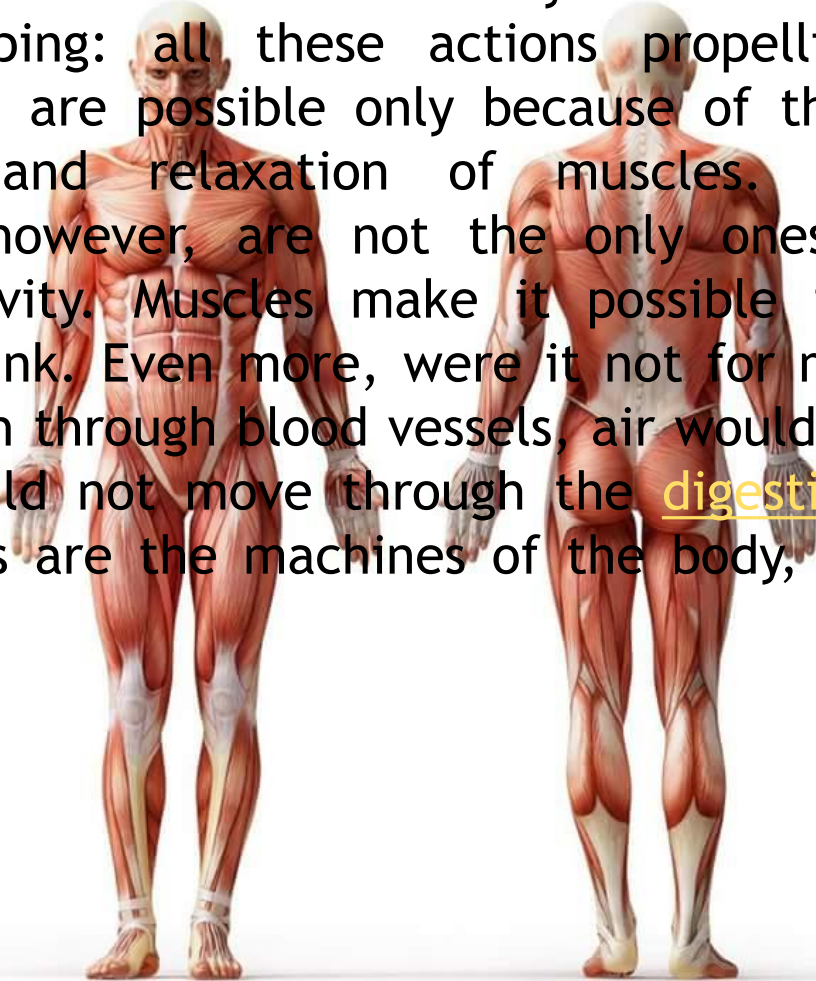 ping: all these actions propelli
are possible only because of th
and relaxation of muscles.
however, are not the only ones
vity. Muscles make it possible
nk. Even more, were it not for
n through blood vessels, air would
ld not move through the digesti
s are the machines of the body,